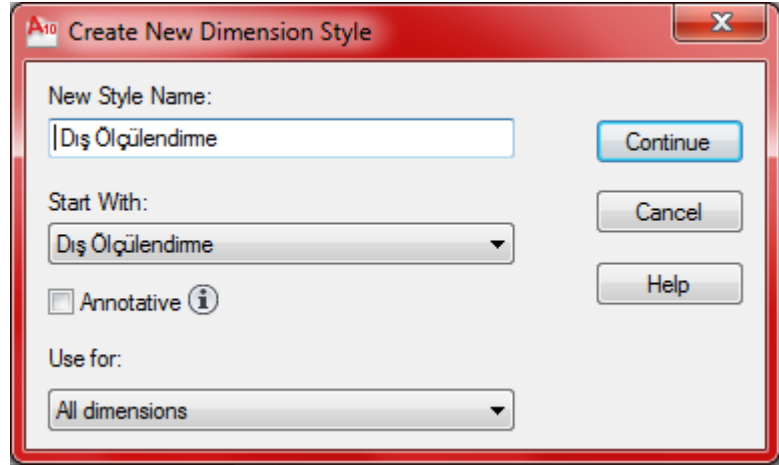 A10 Create New Dimension Style
New Style Name:
Dış Ölçülendirme
Continue
Start With:
Cancel
Dış Ölçülendirme
Help
Annotative i
Use for:
All dimensions